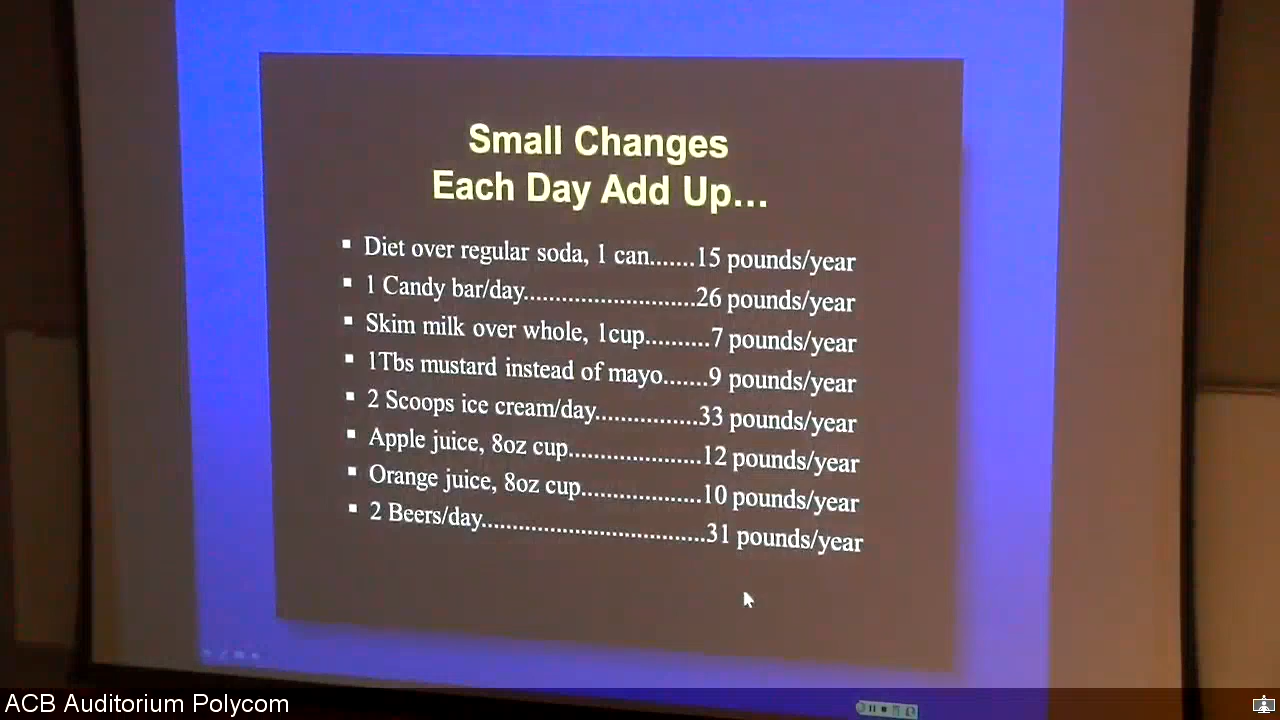 Small Changes
Each Day Add Up...
▪ Diet over regular soda, 1 can.......15 pounds/year
▪ 1 Candy bar/day..........................26 pounds/year
▪ Skim milk over whole, 1cup..........7 pounds/year
▪ 1Tbs mustard instead of mayo.......9 pounds/year
▪ 2 Scoops ice cream/day................33 pounds/year
▪ Apple juice, 8oz cup.....................12 pounds/year
▪ Orange juice, 8oz cup...................10 pounds/year
▪ 2 Beers/day...................................31 pounds/year
ACB Auditorium Polycom